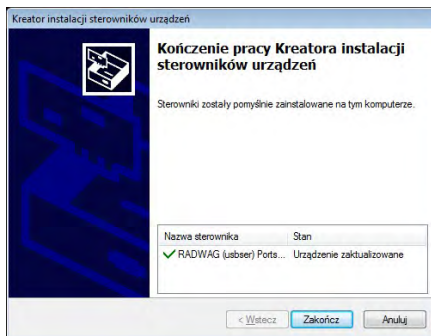 Kreator instalacji sterowników urządzeń
Kończenie pracy Kreatora instalacji
sterowników urządzeń
Sterowniki zostały pomyślnie zainstalowane na tym komputerze.
Nazwa sterownika Stan
RADWAG (usbser) Ports... Urządzenie zaktualizowane
< Wstecz Zakończ Anuluj